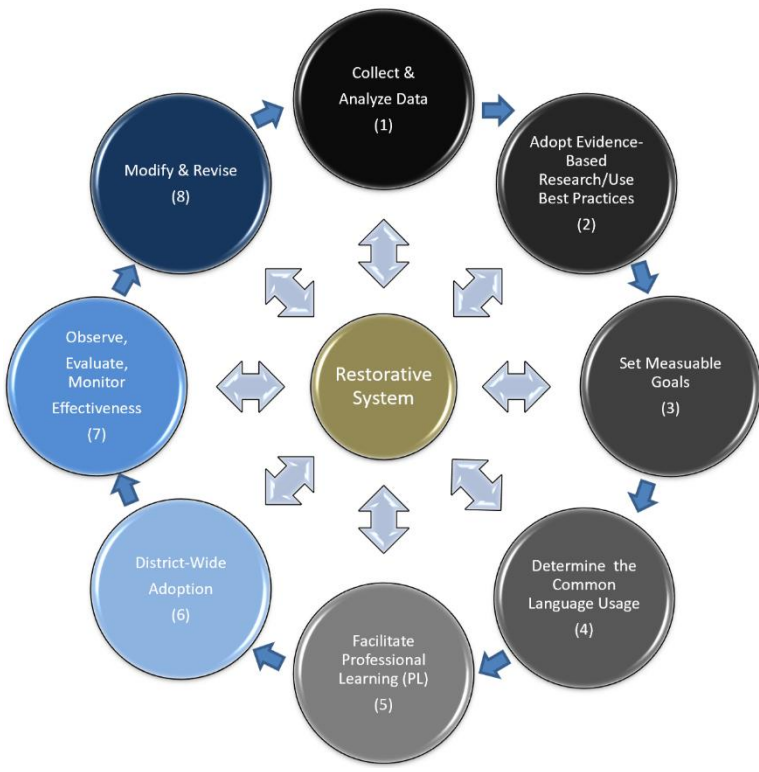 Collect &
Analyze Data
(1)
Adopt Evidence-
Based
Research/Use
Best Practices
(2)
Set Measuable
Goals
(3)
Determine the
Common
Language Usage
(4)
Facilitate
Professional
Learning (PL)
(5)
District-Wide
Adoption
(6)
Observe,
Evaluate,
Monitor
Effectiveness
(7)
Modify & Revise
(8)
Restorative
System